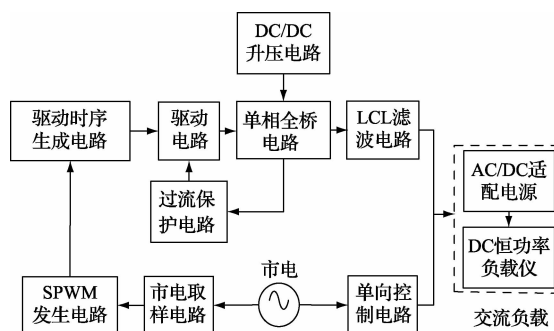 DC/DC
升压电路
驱动时序
生成电路
驱动
电路
单相全桥
电路
LCL滤
波电路
过流保
护电路
AC/DC适
配电源
DC恒功率
负载仪
SPWM
发生电路
市电取
样电路
市电
单向控
制电路
交流负载